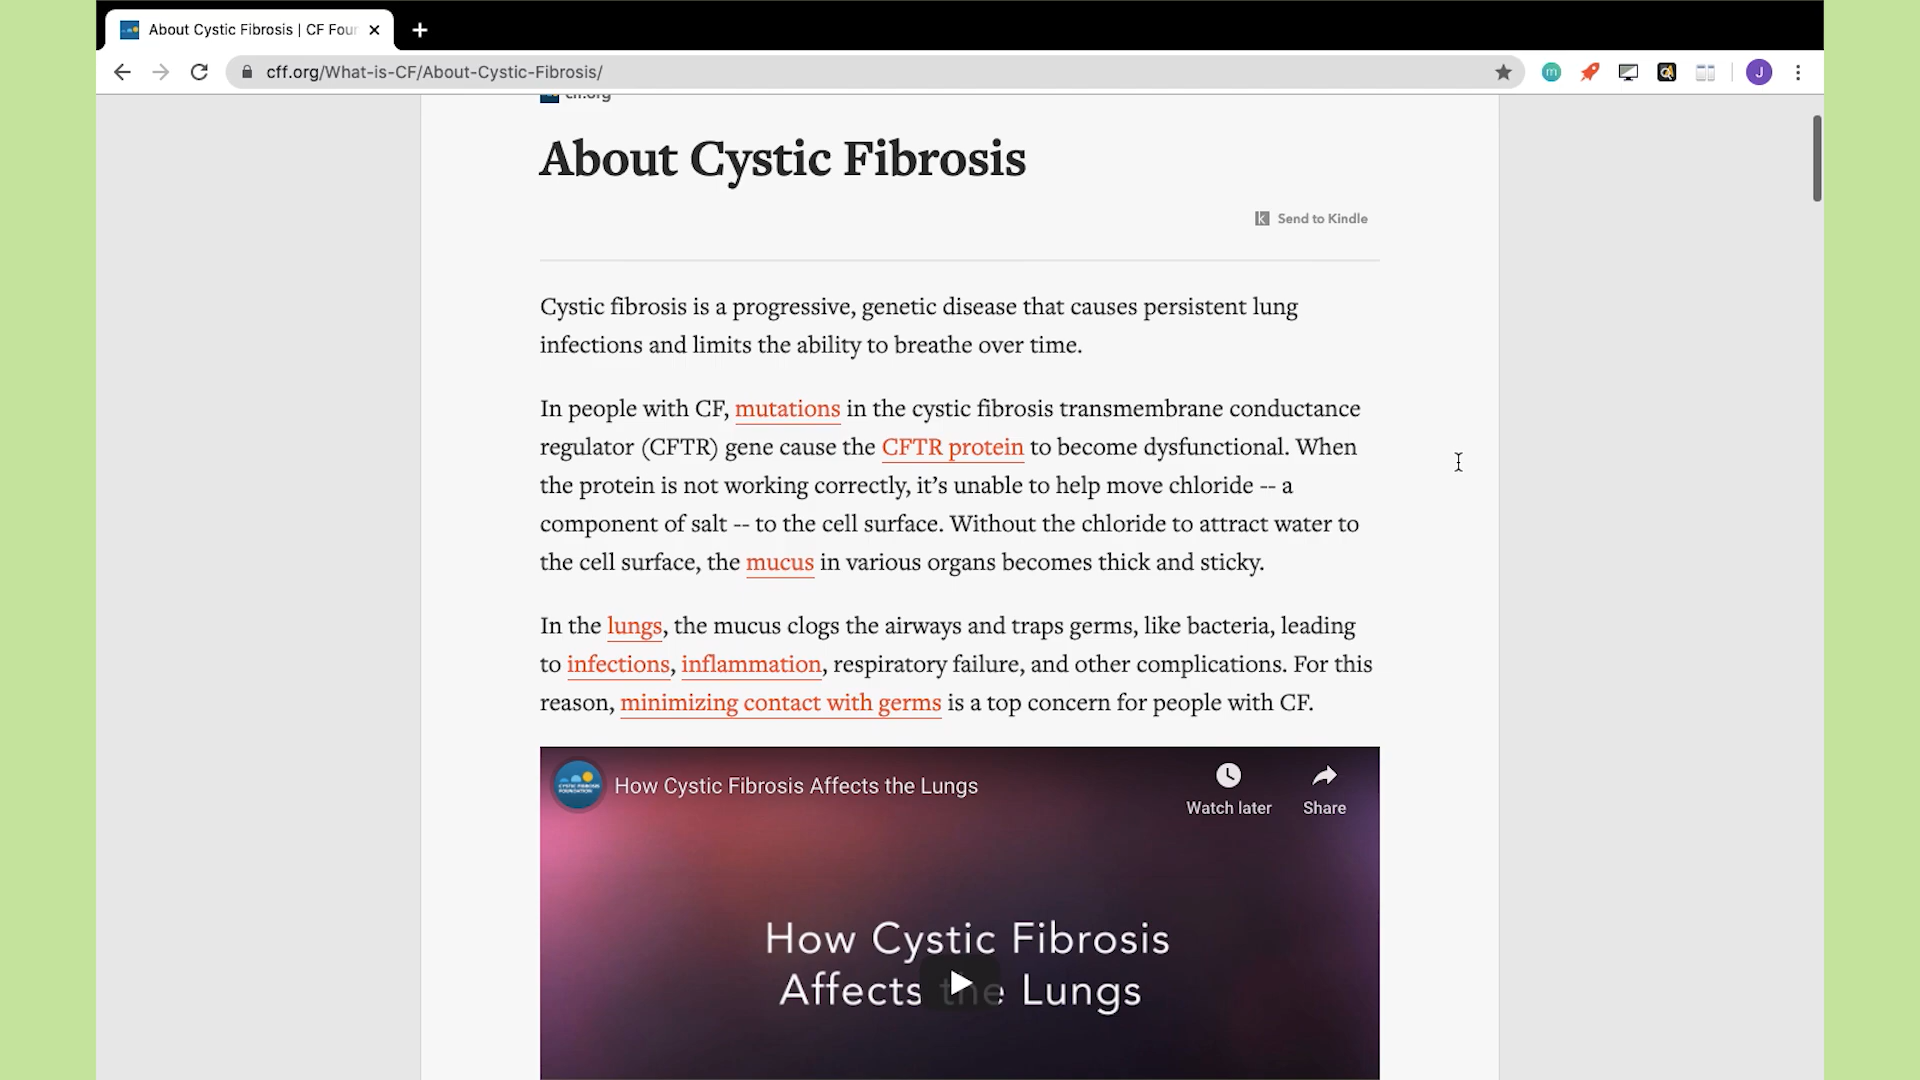 About Cystic Fibrosis | CF Four
cff.org/What-is-CF/About-Cystic-Fibrosis/
m
J
cff.org
About Cystic Fibrosis
k Send to Kindle
Cystic fibrosis is a progressive, genetic disease that causes persistent lung
infections and limits the ability to breathe over time.
In people with CF, mutations in the cystic fibrosis transmembrane conductance
regulator (CFTR) gene cause the CFTR protein to become dysfunctional. When
the protein is not working correctly, it’s unable to help move chloride -- a
component of salt -- to the cell surface. Without the chloride to attract water to
the cell surface, the mucus in various organs becomes thick and sticky.
In the lungs, the mucus clogs the airways and traps germs, like bacteria, leading
to infections, inflammation, respiratory failure, and other complications. For this
reason, minimizing contact with germs is a top concern for people with CF.
CYSTIC FIBROSIS
FOUNDATION
How Cystic Fibrosis Affects the Lungs
Watch later
Share
How Cystic Fibrosis
Affects the Lungs